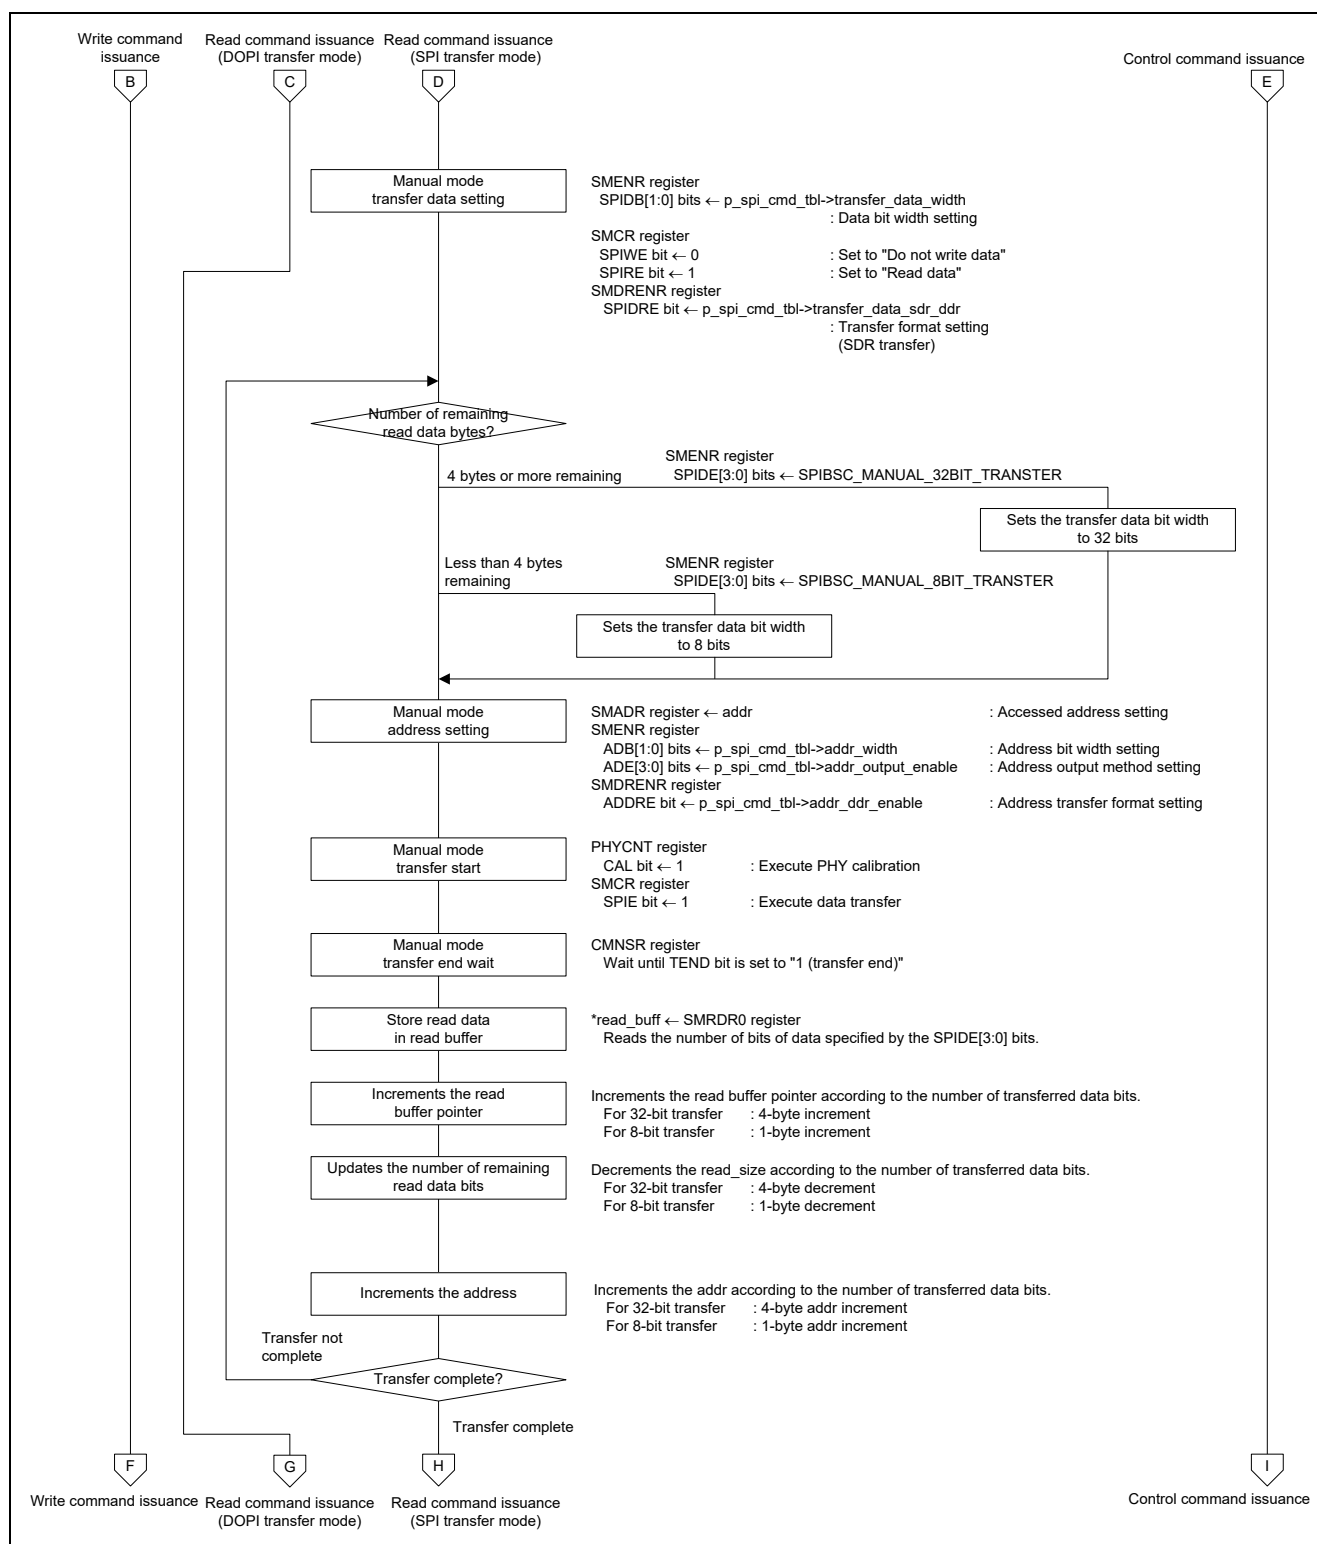 Write command
issuance
Read command issuance
(DOPI transfer mode)
Read command issuance
(SPI transfer mode)
Control command issuance
B
C
D
E
Manual mode
transfer data setting
SMENR register
SPIDB[1:0] bits ← p_spi_cmd_tbl->transfer_data_width
: Data bit width setting
SMCR register
SPIWE bit ← 0 : Set to "Do not write data"
SPIRE bit ← 1 : Set to "Read data"
SMDRENR register
SPIDRE bit ← p_spi_cmd_tbl->transfer_data_sdr_ddr
: Transfer format setting
(SDR transfer)
Number of remaining
read data bytes?
4 bytes or more remaining
SMENR register
SPIDE[3:0] bits ← SPIBSC_MANUAL_32BIT_TRANSTER
Sets the transfer data bit width
to 32 bits
Less than 4 bytes
remaining
SMENR register
SPIDE[3:0] bits ← SPIBSC_MANUAL_8BIT_TRANSTER
Sets the transfer data bit width
to 8 bits
Manual mode
address setting
SMADR register ← addr : Accessed address setting
SMENR register
ADB[1:0] bits ← p_spi_cmd_tbl->addr_width : Address bit width setting
ADE[3:0] bits ← p_spi_cmd_tbl->addr_output_enable : Address output method setting
SMDRENR register
ADDRE bit ← p_spi_cmd_tbl->addr_ddr_enable : Address transfer format setting
Manual mode
transfer start
PHYCNT register
CAL bit ← 1 : Execute PHY calibration
SMCR register
SPIE bit ← 1 : Execute data transfer
Manual mode
transfer end wait
CMNSR register
Wait until TEND bit is set to "1 (transfer end)"
Store read data
in read buffer
*read_buff ← SMRDR0 register
Reads the number of bits of data specified by the SPIDE[3:0] bits.
Increments the read
buffer pointer
Increments the read buffer pointer according to the number of transferred data bits.
For 32-bit transfer : 4-byte increment
For 8-bit transfer : 1-byte increment
Updates the number of remaining
read data bits
Decrements the read_size according to the number of transferred data bits.
For 32-bit transfer : 4-byte decrement
For 8-bit transfer : 1-byte decrement
Increments the address
Increments the addr according to the number of transferred data bits.
For 32-bit transfer : 4-byte addr increment
For 8-bit transfer : 1-byte addr increment
Transfer not
complete
Transfer complete?
Transfer complete
F
G
H
I
Write command issuance
Read command issuance
(DOPI transfer mode)
Read command issuance
(SPI transfer mode)
Control command issuance